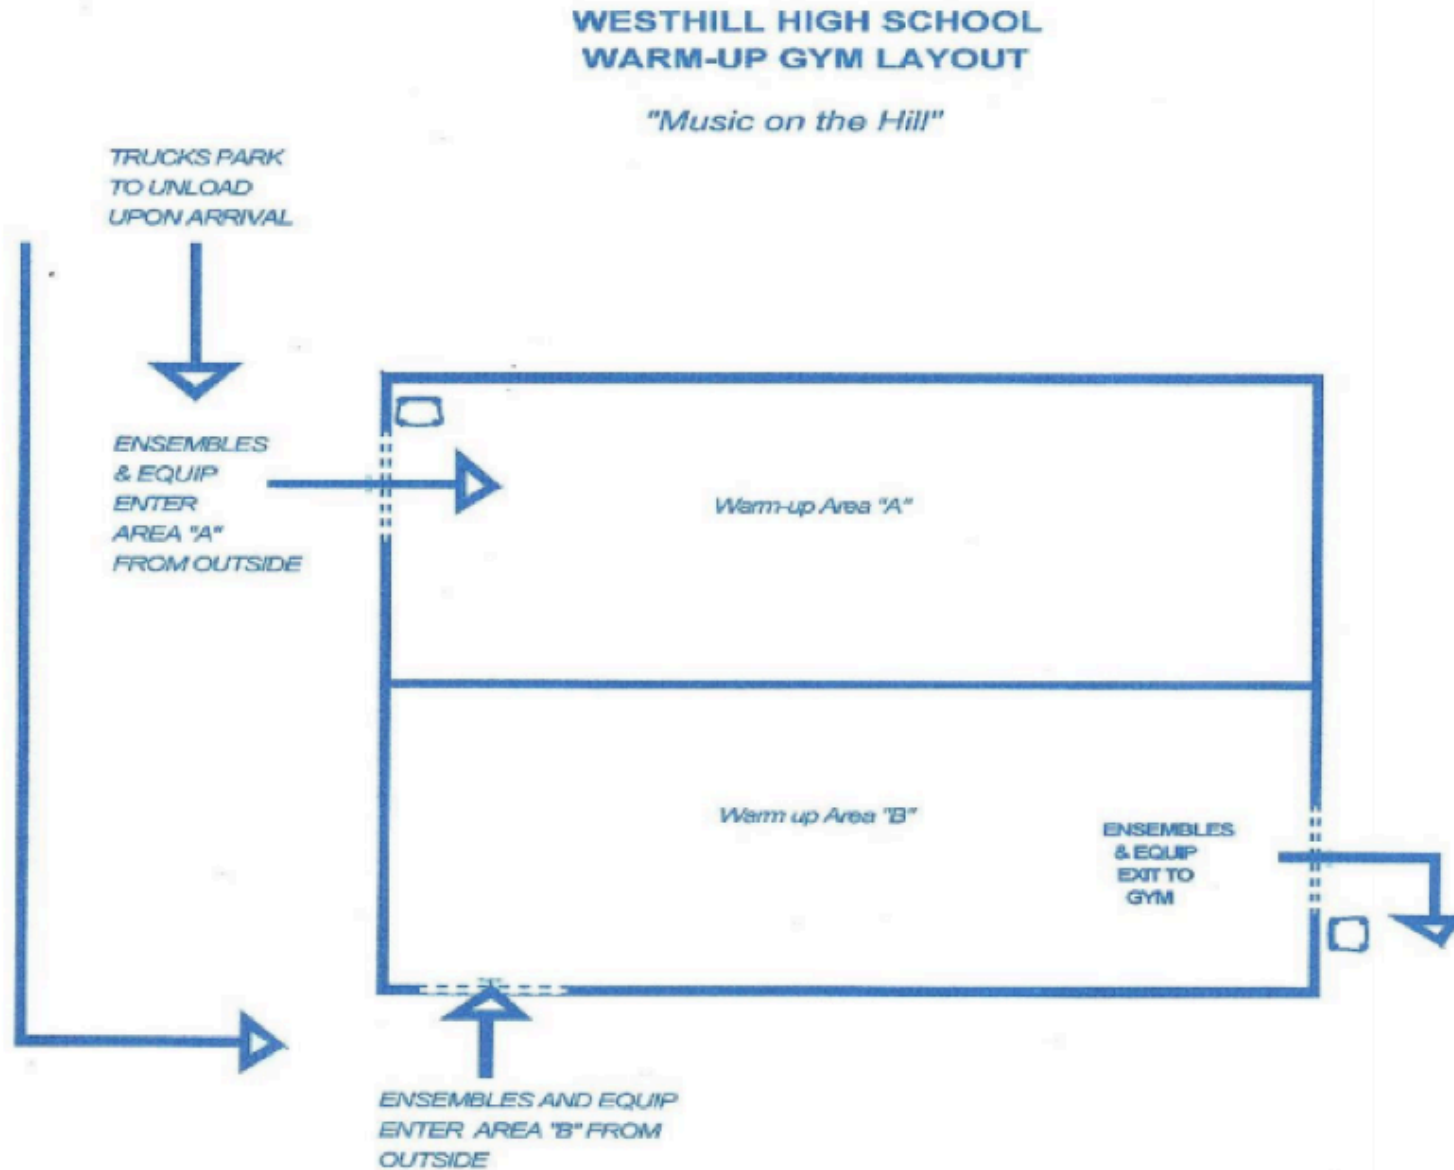 WESTHILL HIGH SCHOOL
WARM-UP GYM LAYOUT
"Music on the Hill"
TRUCKS PARK
TO UNLOAD
UPON ARRIVAL
ENSEMBLES
& EQUIP
ENTER
AREA "A"
FROM OUTSIDE
Warm-up Area "A"
Warm up Area "B"
ENSEMBLES
& EQUIP
EXIT TO
GYM
ENSEMBLES AND EQUIP
ENTER AREA "B" FROM
OUTSIDE